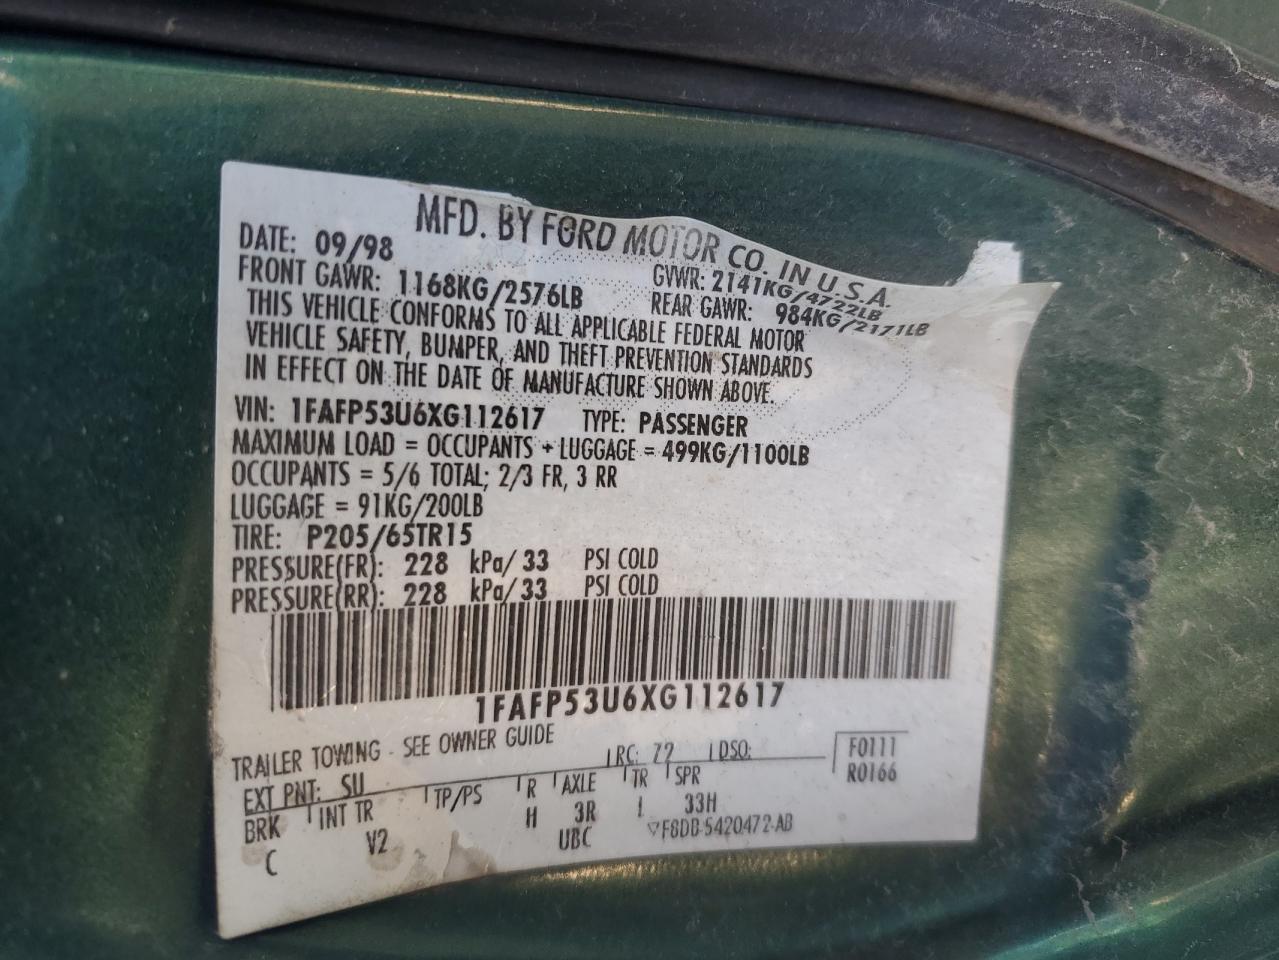 MFD. BY FORD MOTOR CO. IN U.S.A.
DATE: 09/98 GVWR: 2141KG/4722LB
FRONT GAWR: 1168KG/2576LB REAR GAWR: 984KG/2171LB
THIS VEHICLE CONFORMS TO ALL APPLICABLE FEDERAL MOTOR
VEHICLE SAFETY, BUMPER, AND THEFT PREVENTION STANDARDS
IN EFFECT ON THE DATE OF MANUFACTURE SHOWN ABOVE.
VIN: 1FAFP53U6XG112617 TYPE: PASSENGER
MAXIMUM LOAD = OCCUPANTS + LUGGAGE = 499KG/1100LB
OCCUPANTS = 5/6 TOTAL; 2/3 FR, 3 RR
LUGGAGE = 91KG/200LB
TIRE: P205/65TR15
PRESSURE(FR): 228 kPa/ 33 PSI COLD
PRESSURE(RR): 228 kPa/ 33 PSI COLD
1FAFP53U6XG112617
TRAILER TOWING - SEE OWNER GUIDE
EXT PNT: SU RC: 72 DSO: F0111
R0166
BRK INT TR TP/PS R AXLE TR SPR
C V2 H 3R 33H
UBC F8DB-5420472-AB